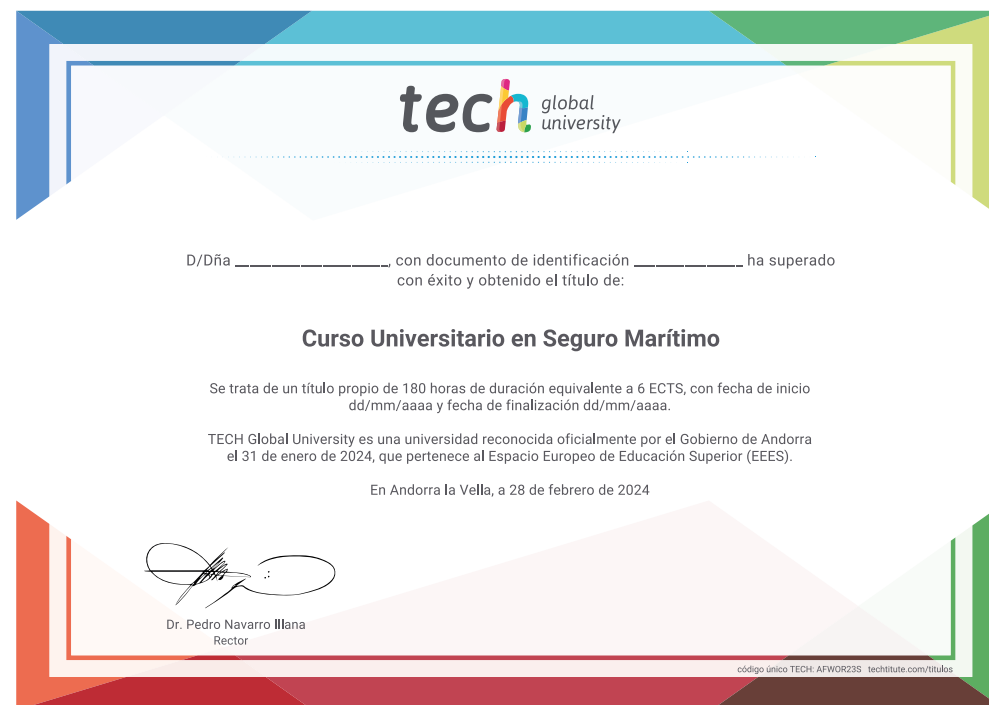 tech global
university
D/Dña ____________________, con documento de identificación ______________ ha superado
con éxito y obtenido el título de:
Curso Universitario en Seguro Marítimo
Se trata de un título propio de 180 horas de duración equivalente a 6 ECTS, con fecha de inicio
dd/mm/aaaa y fecha de finalización dd/mm/aaaa.
TECH Global University es una universidad reconocida oficialmente por el Gobierno de Andorra
el 31 de enero de 2024, que pertenece al Espacio Europeo de Educación Superior (EEES).
En Andorra la Vella, a 28 de febrero de 2024
Dr. Pedro Navarro Illana
Rector
código único TECH: AFWOR23S techtitute.com/titulos